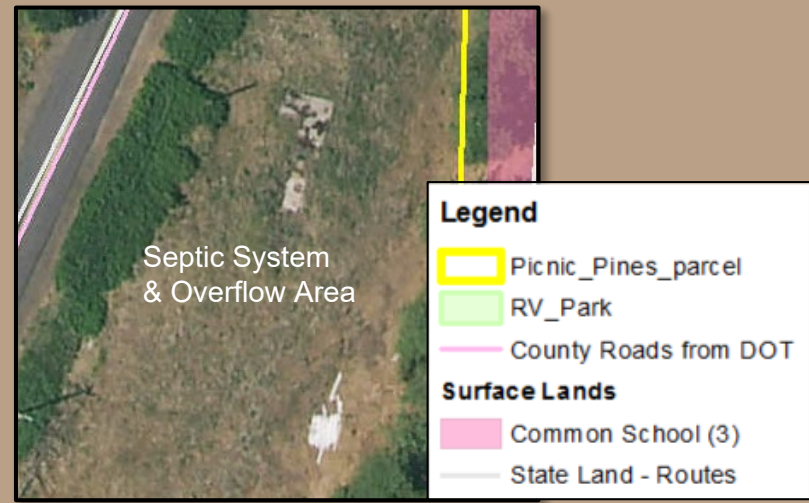 Septic System
& Overflow Area
Legend
Picnic_Pines_parcel
RV_Park
County Roads from DOT
Surface Lands
Common School (3)
State Land - Routes